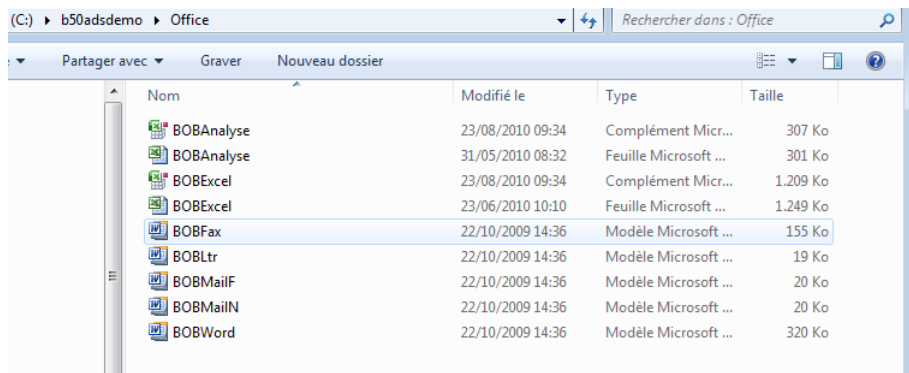 (C:) b50adsdemo Office Rechercher dans : Office
Partager avec Graver Nouveau dossier
Nom Modifié le Type Taille
BOBAnalyse 23/08/2010 09:34 Complément Micr... 307 Ko
BOBAnalyse 31/05/2010 08:32 Feuille Microsoft ... 301 Ko
BOBExcel 23/08/2010 09:34 Complément Micr... 1.209 Ko
BOBExcel 23/06/2010 10:10 Feuille Microsoft ... 1.249 Ko
BOBFax 22/10/2009 14:36 Modèle Microsoft ... 155 Ko
BOBLtr 22/10/2009 14:36 Modèle Microsoft ... 19 Ko
BOBMailF 22/10/2009 14:36 Modèle Microsoft ... 20 Ko
BOBMailN 22/10/2009 14:36 Modèle Microsoft ... 20 Ko
BOBWord 22/10/2009 14:36 Modèle Microsoft ... 320 Ko